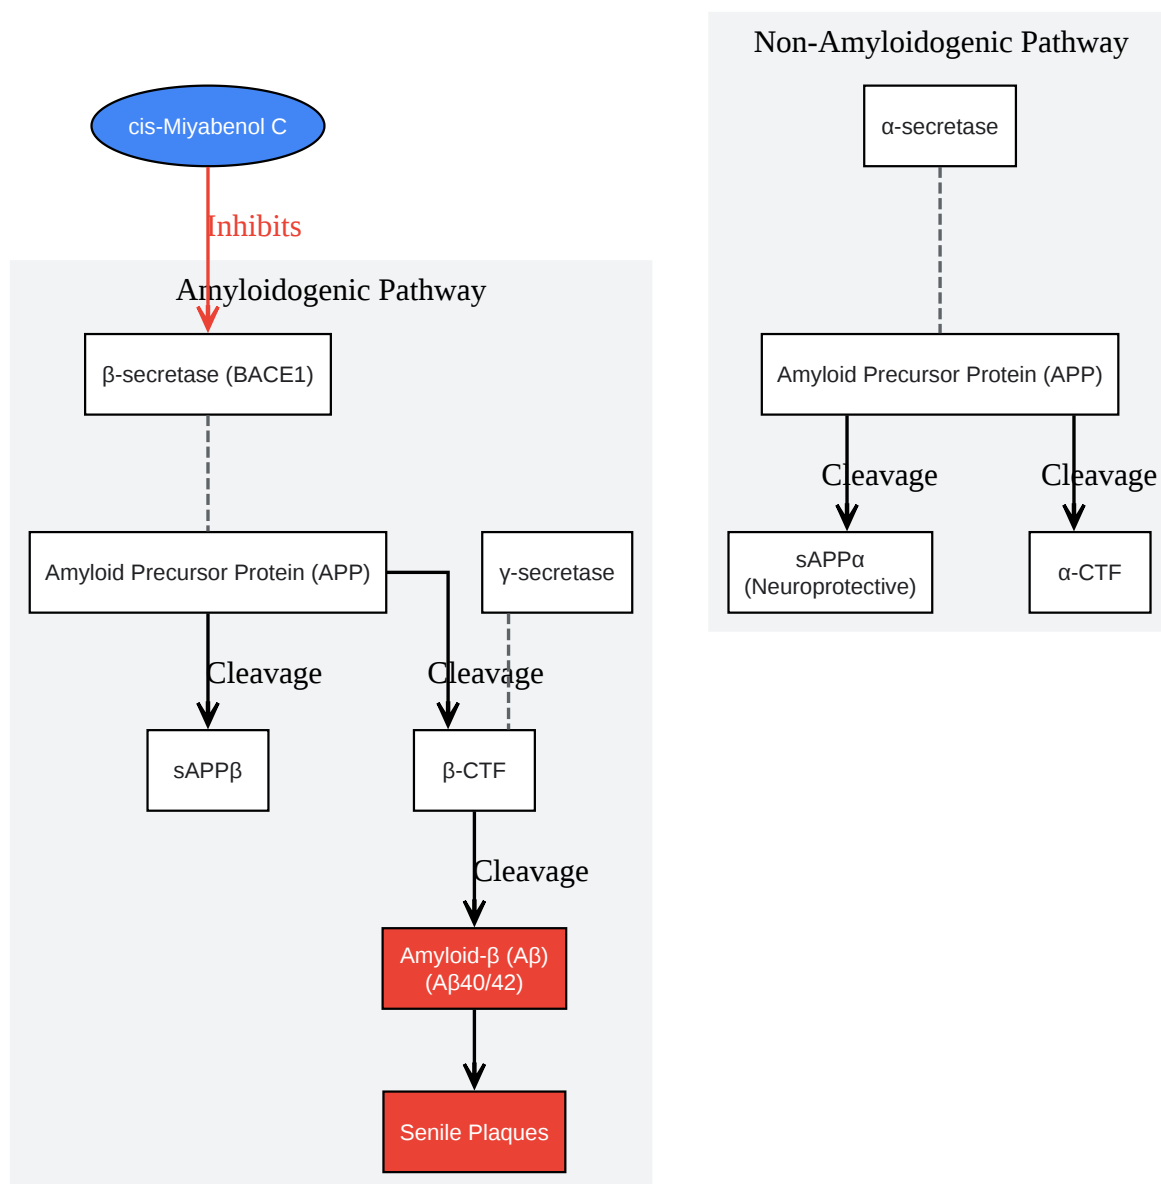 Non-Amyloidogenic Pathway
cis-Miyabenol C
α-secretase
Inhibits
Amyloidogenic Pathway
β-secretase (BACE1)
Amyloid Precursor Protein (APP)
Cleavage
Cleavage
sAPPα
(Neuroprotective)
α-CTF
Amyloid Precursor Protein (APP)
γ-secretase
Cleavage
Cleavage
sAPPβ
β-CTF
Cleavage
Amyloid-β (Aβ)
(Aβ40/42)
Senile Plaques